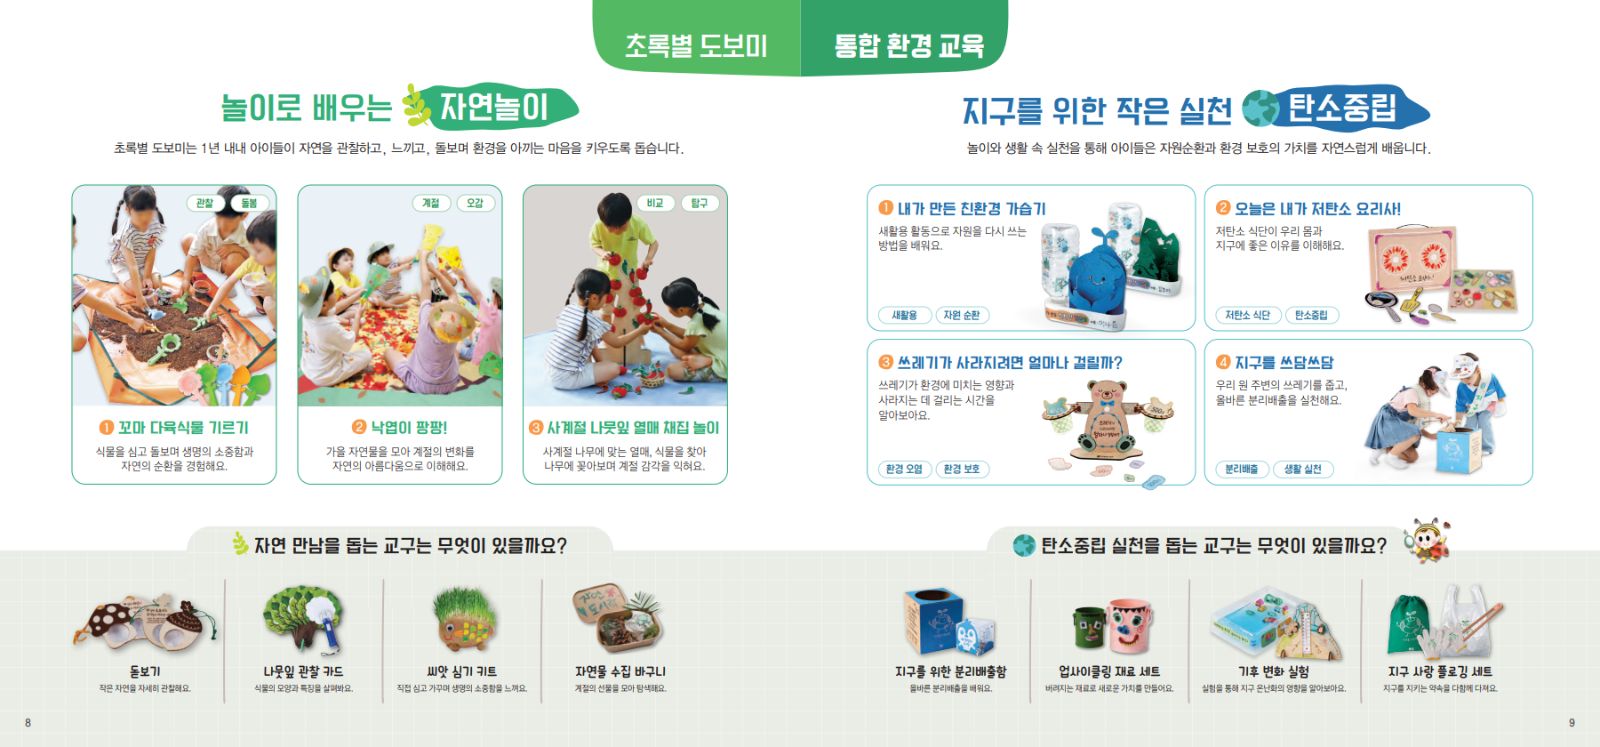 초록별 도보미
통합 환경 교육
놀이로 배우는 자연놀이
초록별 도보미는 1년 내내 아이들이 자연을 관찰하고, 느끼고, 돌보며 환경을 아끼는 마음을 키우도록 돕습니다.
관찰 돌봄
1 꼬마 다육식물 기르기
식물을 심고 돌보며 생명의 소중함과
자연의 순환을 경험해요.
계절 오감
2 낙엽이 팡팡!
가을 자연물을 모아 계절의 변화를
자연의 아름다움으로 이해해요.
비교 탐구
3 사계절 나뭇잎 열매 채집 놀이
사계절 나무에 맞는 열매, 식물을 찾아
나무에 꽂아보며 계절 감각을 익혀요.
자연 만남을 돕는 교구는 무엇이 있을까요?
돋보기
작은 자연을 자세히 관찰해요.
나뭇잎 관찰 카드
식물의 모양과 특징을 살펴봐요.
씨앗 심기 키트
직접 심고 가꾸며 생명의 소중함을 느껴요.
자연물 수집 바구니
계절의 선물을 모아 탐색해요.
8
지구를 위한 작은 실천 탄소중립
놀이와 생활 속 실천을 통해 아이들은 자원순환과 환경 보호의 가치를 자연스럽게 배웁니다.
1 내가 만든 친환경 가습기
새활용 활동으로 자원을 다시 쓰는
방법을 배워요.
새활용 자원 순환
2 오늘은 내가 저탄소 요리사!
저탄소 식단이 우리 몸과
지구에 좋은 이유를 이해해요.
저탄소 식단 탄소중립
3 쓰레기가 사라지려면 얼마나 걸릴까?
쓰레기가 환경에 미치는 영향과
사라지는 데 걸리는 시간을
알아보아요.
환경 오염 환경 보호
4 지구를 쓰담쓰담
우리 원 주변의 쓰레기를 줍고,
올바른 분리배출을 실천해요.
분리배출 생활 실천
탄소중립 실천을 돕는 교구는 무엇이 있을까요?
지구를 위한 분리배출함
올바른 분리배출을 배워요.
업사이클링 재료 세트
버려지는 재료로 새로운 가치를 만들어요.
기후 변화 실험
실험을 통해 지구 온난화의 영향을 알아보아요.
지구 사랑 플로깅 세트
지구를 지키는 약속을 다함께 다져요.
9